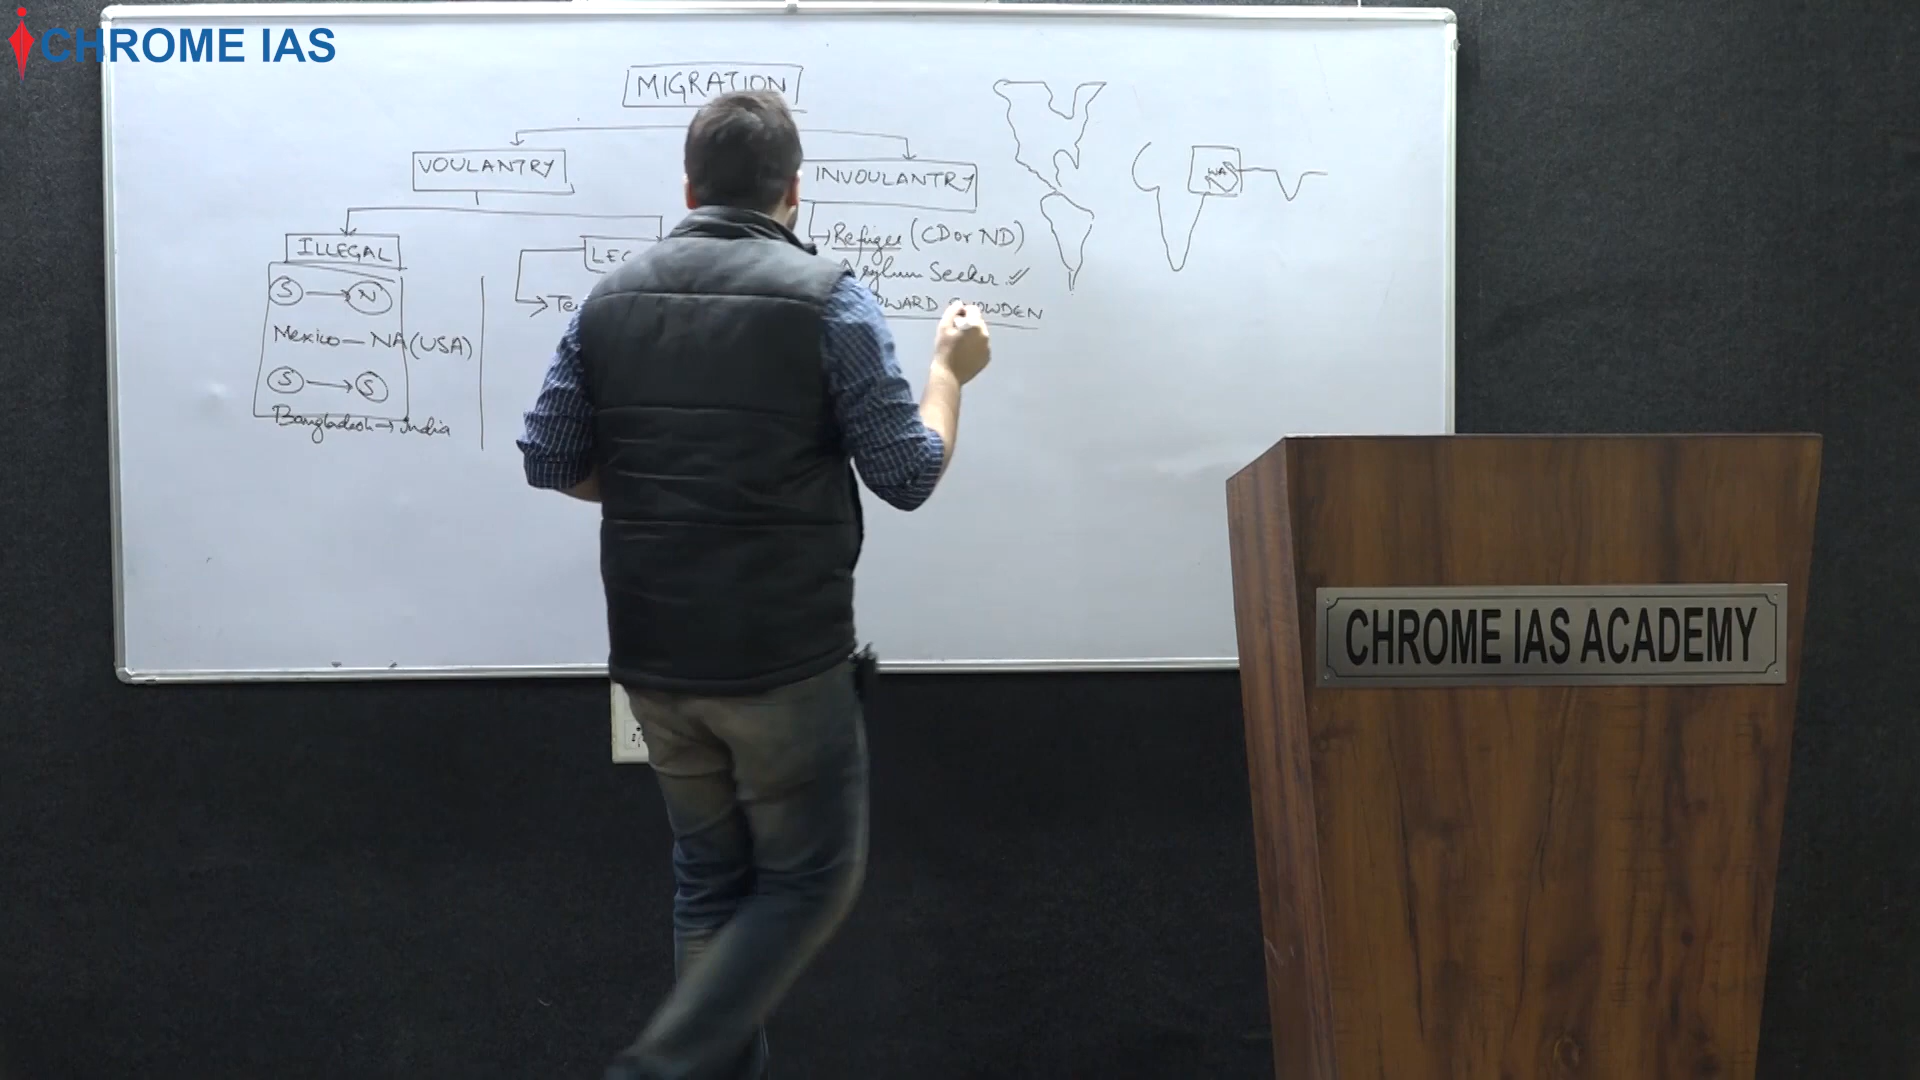 CHROME IAS
MIGRATION
VOULANTRY
INVOULANTRY
ILLEGAL
S → N
Mexico — NA (USA)
S → S
Bangladesh → India
Refugee (CD or ND)
Asylum Seeker ✓
SNOWDEN
CHROME IAS ACADEMY